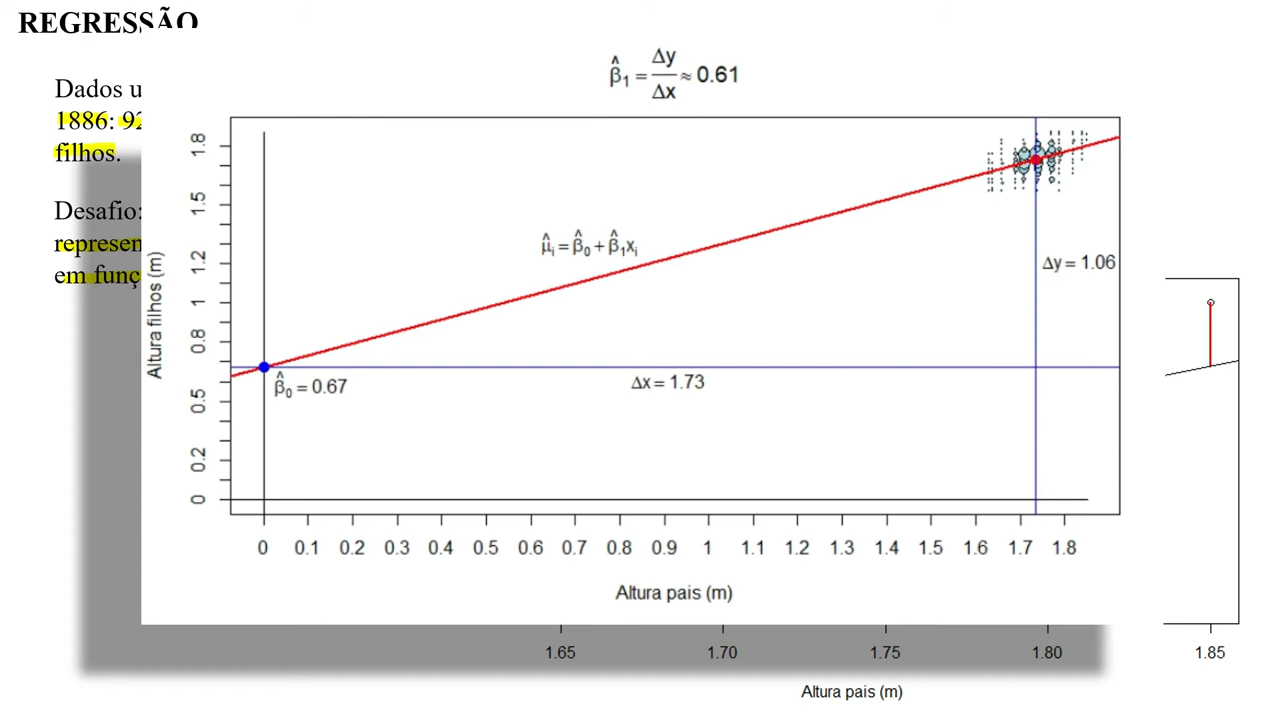 REGRESSÃO
Dados u
1886: 92
filhos.
Desafio:
represen
em funç
β̂₁ = Δy/Δx ≈ 0.61
μ̂ᵢ = β̂₀ + β̂₁xᵢ
Δy = 1.06
Δx = 1.73
β̂₀ = 0.67
Altura filhos (m)
1.8
1.5
1.2
1
0.8
0.5
0.2
0
0 0.1 0.2 0.3 0.4 0.5 0.6 0.7 0.8 0.9 1 1.1 1.2 1.3 1.4 1.5 1.6 1.7 1.8
Altura pais (m)
1.65 1.70 1.75 1.80 1.85
Altura pais (m)